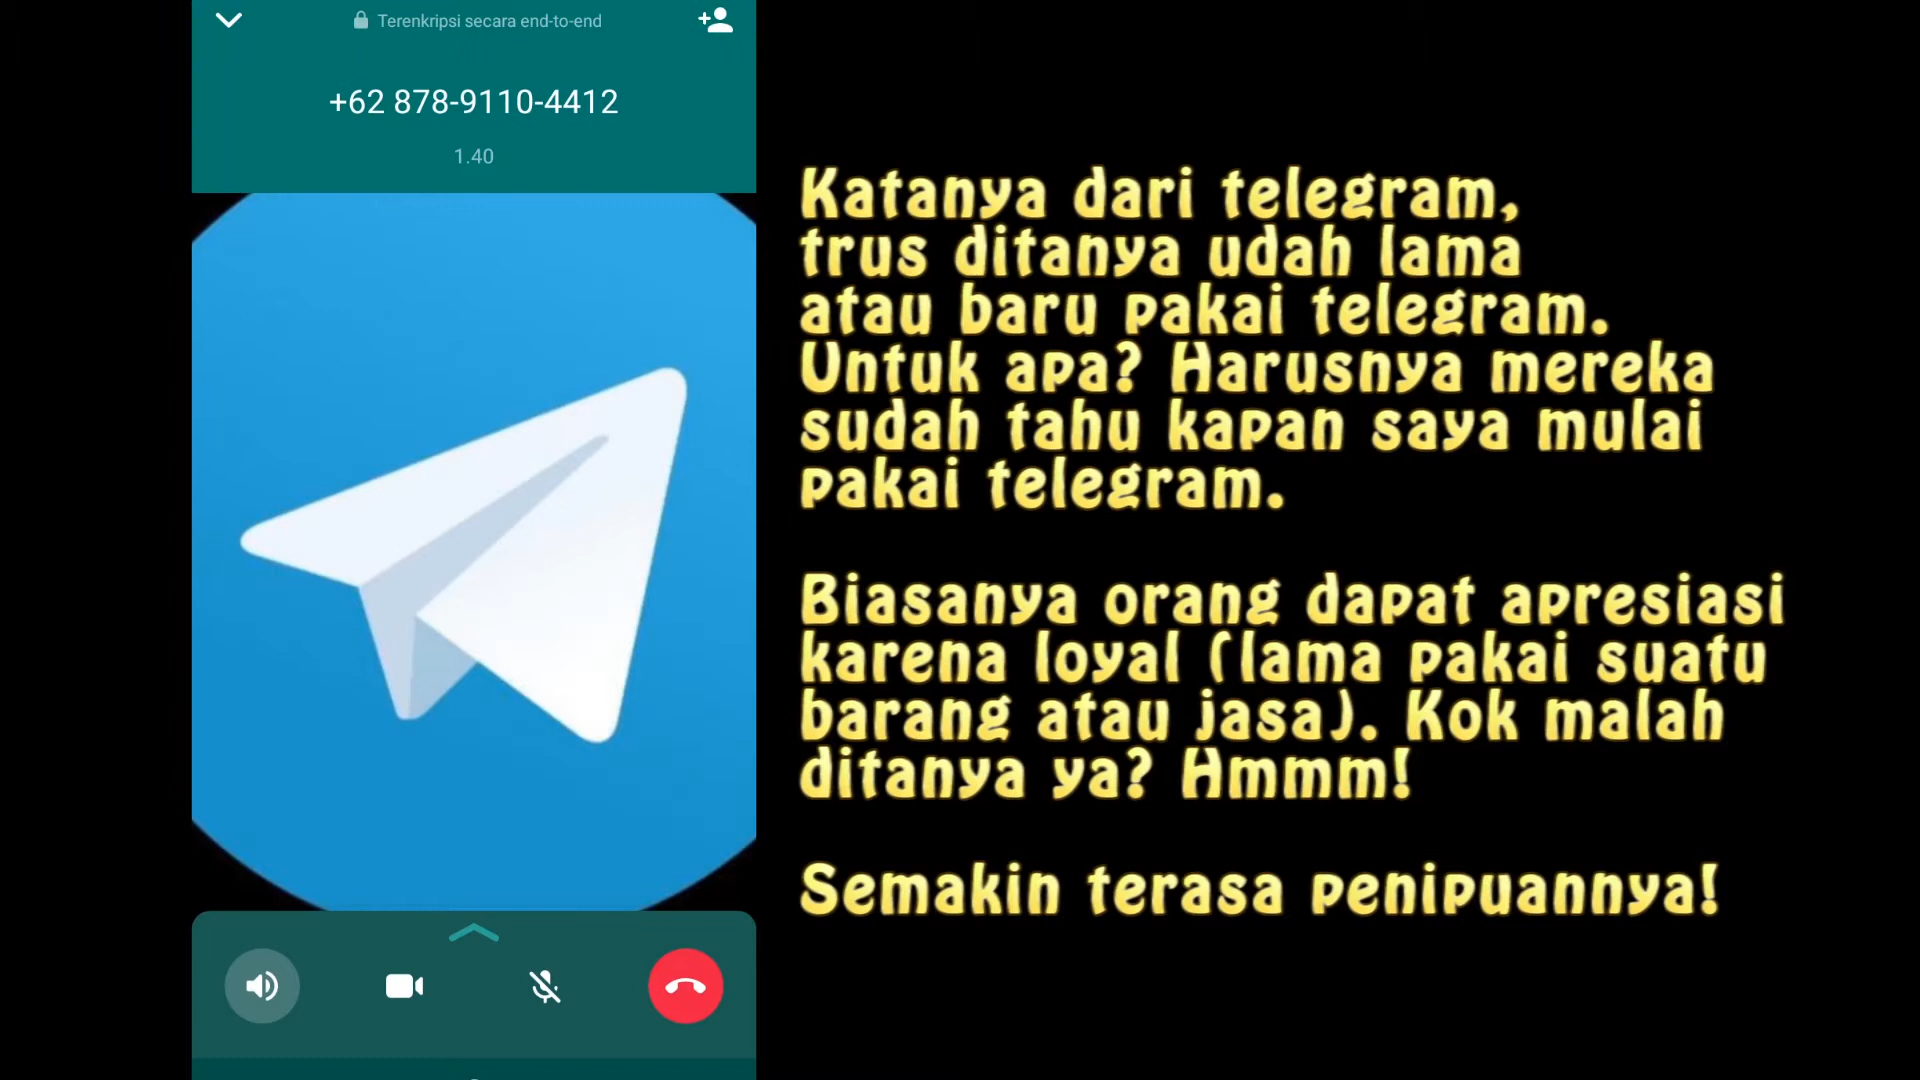 Terenkripsi secara end-to-end
+62 878-9110-4412
1.40
Katanya dari telegram,
trus ditanya udah lama
atau baru pakai telegram.
Untuk apa? Harusnya mereka
sudah tahu kapan saya mulai
pakai telegram.
Biasanya orang dapat apresiasi
karena loyal (lama pakai suatu
barang atau jasa). Kok malah
ditanya ya? Hmmm!
Semakin terasa penipuannya!